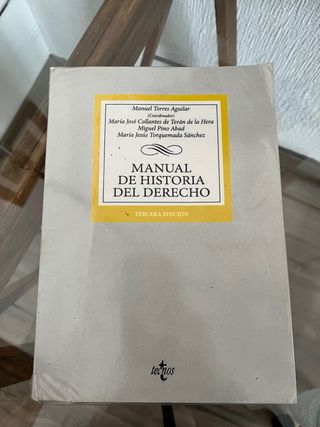 Manuel Torres Aguilar
(Coordinador)
María José Collantes de Terán de la Hera
Miguel Pino Abad
María Jesús Torquemada Sánchez
MANUAL
DE HISTORIA
DEL DERECHO
TERCERA EDICIÓN
tecnos